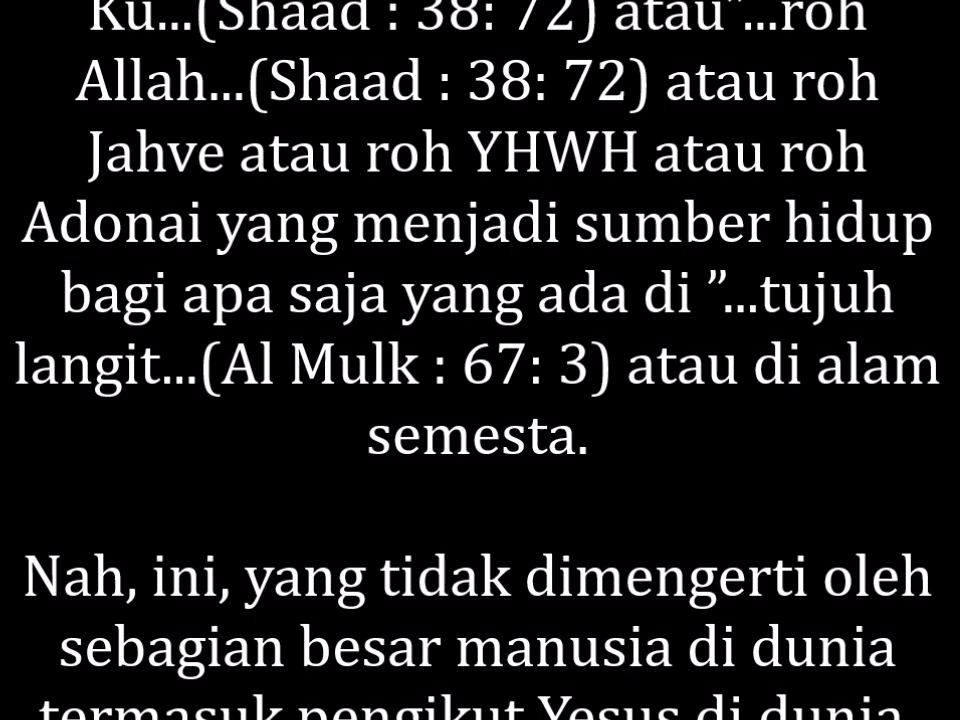 Ku...(Shaad : 38: 72) atau”...roh
Allah...(Shaad : 38: 72) atau roh
Jahve atau roh YHWH atau roh
Adonai yang menjadi sumber hidup
bagi apa saja yang ada di ”...tujuh
langit...(Al Mulk : 67: 3) atau di alam
semesta.
Nah, ini, yang tidak dimengerti oleh
sebagian besar manusia di dunia
termasuk pengikut Yesus di dunia